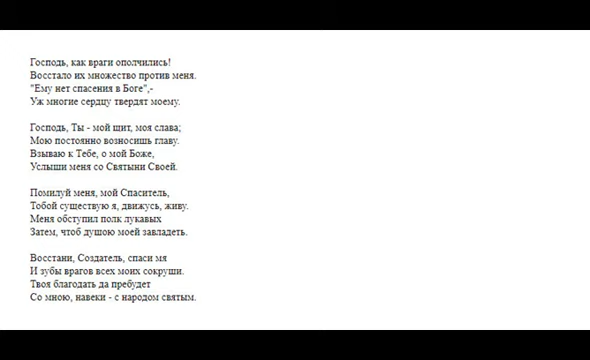 Господь, как враги ополчились!
Восстало их множество против меня.
"Ему нет спасения в Боге",-
Уж многие сердцу твердят моему.

Господь, Ты - мой щит, моя слава;
Мою постоянно возносишь главу.
Взываю к Тебе, о мой Боже,
Услыши меня со Святыни Своей.

Помилуй меня, мой Спаситель,
Тобой существую я, движусь, живу.
Меня обступил полк лукавых
Затем, чтоб душою моей завладеть.

Восстани, Создатель, спаси мя
И зубы врагов всех моих сокруши.
Твоя благодать да пребудет
Со мною, навеки - с народом святым.